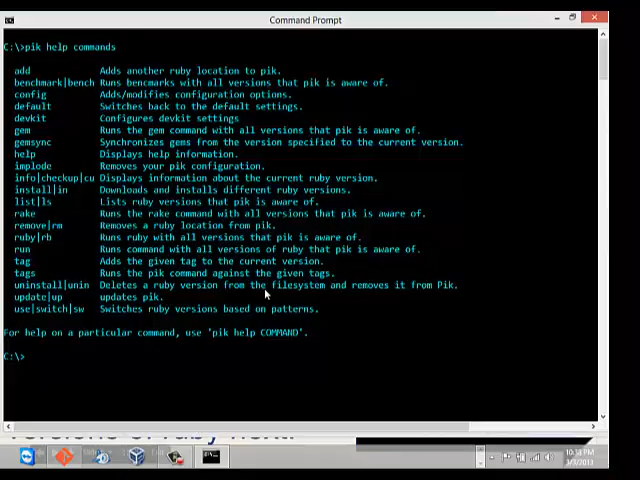 Command Prompt
C:\>pik help commands
add Adds another ruby location to pik.
benchmark|bench Runs bencmarks with all versions that pik is aware of.
config Adds/modifies configuration options.
default Switches back to the default settings.
devkit Configures devkit settings
gem Runs the gem command with all versions that pik is aware of.
gemsync Synchronizes gems from the version specified to the current version.
help Displays help information.
implode Removes your pik configuration.
info|checkup|cu Displays information about the current ruby version.
install|in Downloads and installs different ruby versions.
list|ls Lists ruby versions that pik is aware of.
rake Runs the rake command with all versions that pik is aware of.
remove|rm Removes a ruby location from pik.
ruby|rb Runs ruby with all versions that pik is aware of.
run Runs command with all versions of ruby that pik is aware of.
tag Adds the given tag to the current version.
tags Runs the pik command against the given tags.
uninstall|unin Deletes a ruby version from the filesystem and removes it from Pik.
update|up updates pik.
use|switch|sw Switches ruby versions based on patterns.
For help on a particular command, use 'pik help COMMAND'.
C:\>
versions of ruby next.